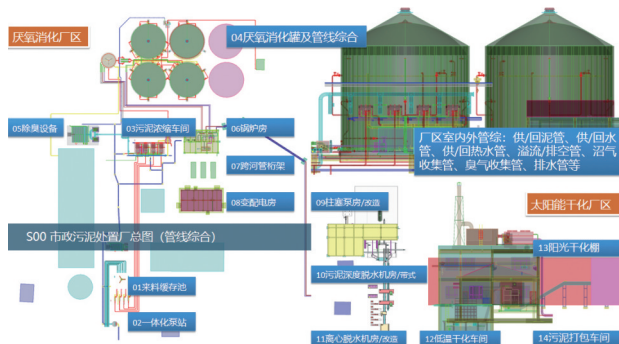 厌氧消化厂区
04厌氧消化罐及管线综合
05除臭设备
03污泥浓缩车间
06锅炉房
厂区室内外管综：供/回泥管、供/回水
管、供/回热水管、溢流/排空管、沼气
收集管、臭气收集管、排水管等
07跨河管桁架
08变配电房
09柱塞泵房/改造
太阳能干化厂区
S00 市政污泥处置厂总图（管线综合）
13阳光干化棚
10污泥深度脱水机房/带式
01来料缓存池
02一体化泵站
11离心脱水机房/改造
12低温干化车间
14污泥打包车间